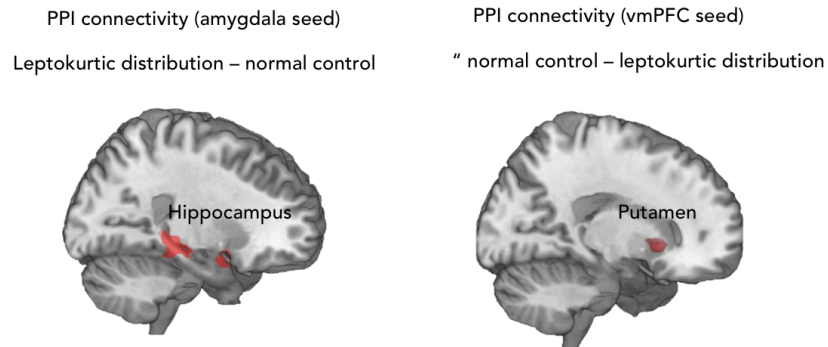 PPI connectivity (amygdala seed)
Leptokurtic distribution – normal control
Hippocampus
PPI connectivity (vmPFC seed)
“ normal control – leptokurtic distribution
Putamen